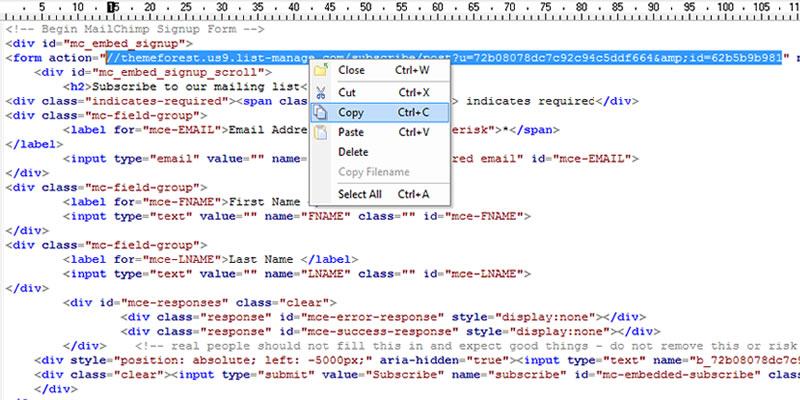 5 10 15 20 25 30 35 40 45 50 55 60 65 70 75 80 85 90 95 100 105 110
<!-- Begin MailChimp Signup Form -->
<div id="mc_embed_signup">
<form action="//themeforest.us9.list-manage.com/subscribe/post?u=72b08078dc7c92c94c5ddf664&amp;id=62b5b9b981"
<div id="mc_embed_signup_scroll">
<h2>Subscribe to our mailing list<
<div class="indicates-required"><span clas > indicates required</div>
<div class="mc-field-group">
<label for="mce-EMAIL">Email Addre erisk">*</span>
</label>
<input type="email" value="" name= red email" id="mce-EMAIL">
</div>
<div class="mc-field-group">
<label for="mce-FNAME">First Name
<input type="text" value="" name="FNAME" class="" id="mce-FNAME">
</div>
<div class="mc-field-group">
<label for="mce-LNAME">Last Name </label>
<input type="text" value="" name="LNAME" class="" id="mce-LNAME">
</div>
<div id="mce-responses" class="clear">
<div class="response" id="mce-error-response" style="display:none"></div>
<div class="response" id="mce-success-response" style="display:none"></div>
</div> <!-- real people should not fill this in and expect good things - do not remove this or risk
<div style="position: absolute; left: -5000px;" aria-hidden="true"><input type="text" name="b_72b08078dc7c9
<div class="clear"><input type="submit" value="Subscribe" name="subscribe" id="mc-embedded-subscribe" class
</div>
Close Ctrl+W
Cut Ctrl+X
Copy Ctrl+C
Paste Ctrl+V
Delete
Copy Filename
Select All Ctrl+A